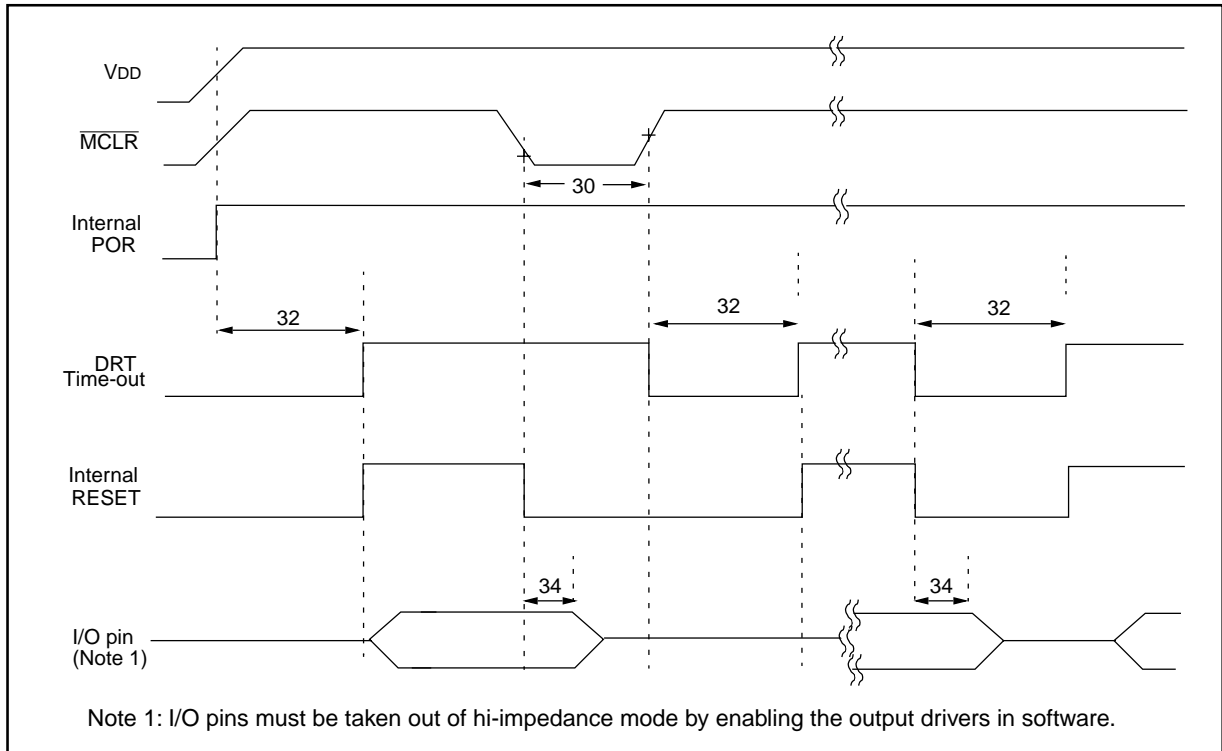 VDD
MCLR
30
Internal
POR
32
32
32
DRT
Time-out
Internal
RESET
34
34
I/O pin
(Note 1)
Note 1: I/O pins must be taken out of hi-impedance mode by enabling the output drivers in software.